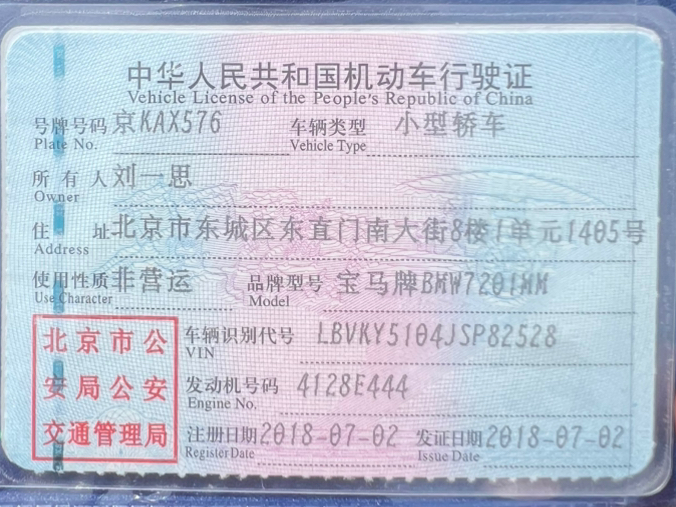 中华人民共和国机动车行驶证
Vehicle License of the People's Republic of China
号牌号码 京KAX576 车辆类型 小型轿车
Plate No. Vehicle Type
所有人 刘一思
Owner
住址 北京市东城区东直门南大街8楼1单元1405号
Address
使用性质 非营运 品牌型号 宝马牌BMW7201MM
Use Character Model
车辆识别代号 LBVKY5104JSP82528
VIN
发动机号码 4128E444
Engine No.
注册日期 2018-07-02 发证日期 2018-07-02
Register Date Issue Date
北京市公
安局公安
交通管理局